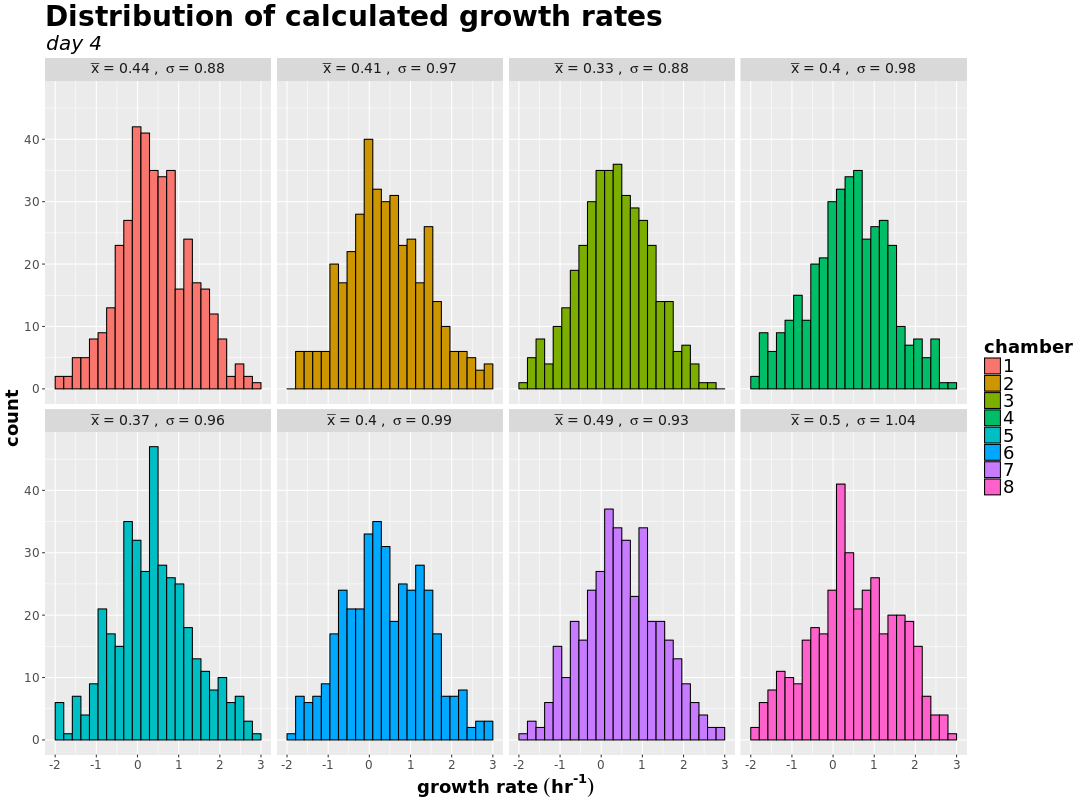 Distribution of calculated growth rates
day 4
x̅ = 0.44 , σ = 0.88
x̅ = 0.41 , σ = 0.97
x̅ = 0.33 , σ = 0.88
x̅ = 0.4 , σ = 0.98
40
30
20
10
0
x̅ = 0.37 , σ = 0.96
x̅ = 0.4 , σ = 0.99
x̅ = 0.49 , σ = 0.93
x̅ = 0.5 , σ = 1.04
40
30
20
10
0
count
-2 -1 0 1 2 3
-2 -1 0 1 2 3
-2 -1 0 1 2 3
-2 -1 0 1 2 3
growth rate (hr⁻¹)
chamber
1
2
3
4
5
6
7
8